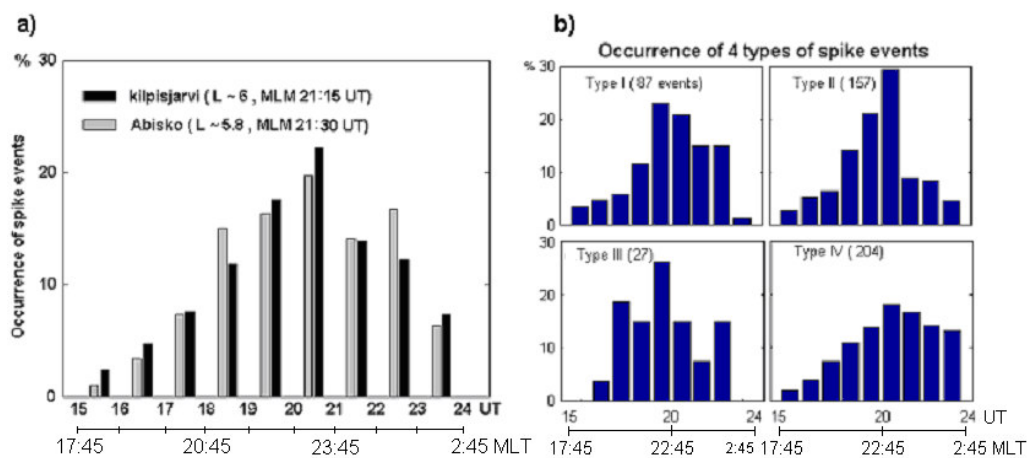 a)
% 30
kilpisjarvi ( L ~ 6 , MLM 21:15 UT)
Abisko ( L ~5.8 , MLM 21:30 UT)
20
10
0
Occurrence of spike events
15 16 17 18 19 20 21 22 23 24 UT
17:45 20:45 23:45 2:45 MLT
b)
Occurrence of 4 types of spike events
% 30
20
10
0
Type I ( 87 events)
Type II ( 157)
30
20
10
0
Type III ( 27)
Type IV ( 204)
15 20 24 15 20 24 UT
17:45 22:45 2:45 17:45 22:45 2:45 MLT